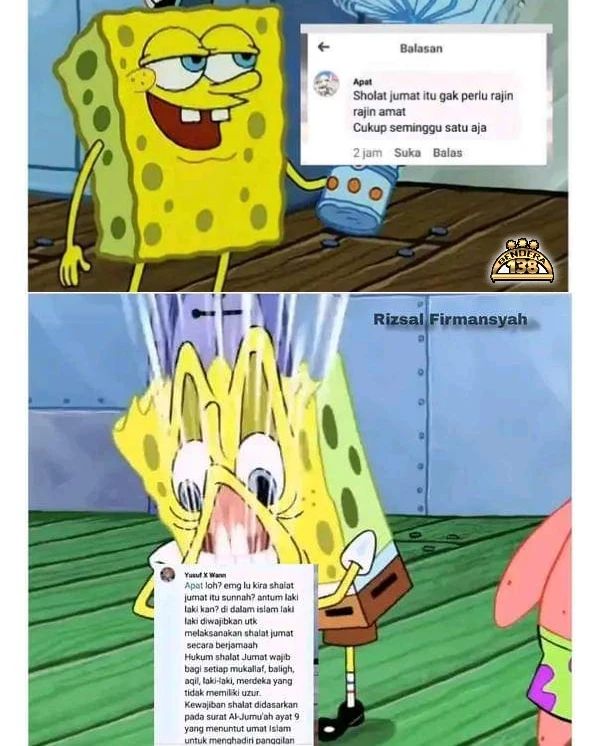 Balasan
Apat
Sholat jumat itu gak perlu rajin
rajin amat
Cukup seminggu satu aja
2 jam Suka Balas
BENDERA
138
Rizsal Firmansyah
Yusuf X Wann
Apat loh? emg lu kira shalat
jumat itu sunnah? antum laki
laki kan? di dalam islam laki
laki diwajibkan utk
melaksanakan shalat jumat
secara berjamaah
Hukum shalat Jumat wajib
bagi setiap mukallaf, baligh,
aqil, laki-laki, merdeka yang
tidak memiliki uzur.
Kewajiban shalat didasarkan
pada surat Al-Jumu'ah ayat 9
yang menuntut umat Islam
untuk menghadiri panggilan